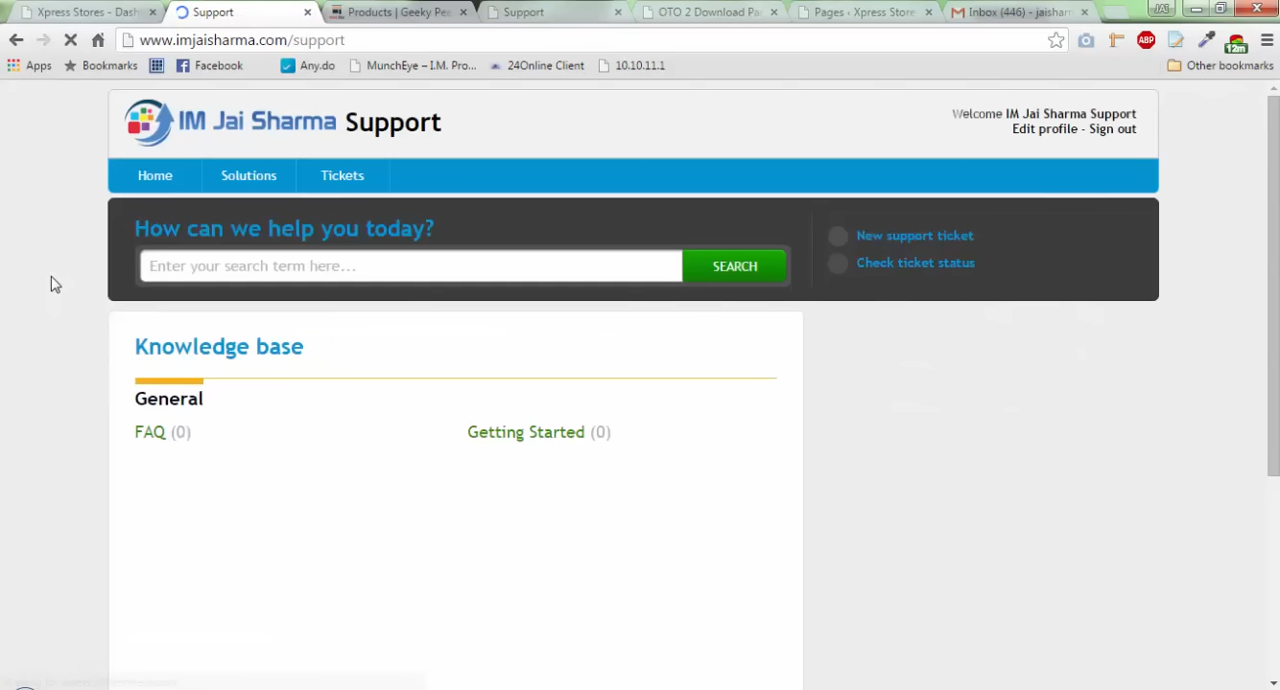 Xpress Stores - Dash
Support
Products | Geeky Pea
Support
OTO 2 Download Pa
Pages ‹ Xpress Store
Inbox (446) - jaisharm
www.imjaisharma.com/support
Apps
Bookmarks
Facebook
Any.do
MunchEye – I.M. Pro...
24Online Client
10.10.11.1
Other bookmarks
ABP
12m
IM Jai Sharma Support
Welcome IM Jai Sharma Support
Edit profile - Sign out
Home
Solutions
Tickets
How can we help you today?
Enter your search term here...
SEARCH
New support ticket
Check ticket status
Knowledge base
General
FAQ (0)
Getting Started (0)